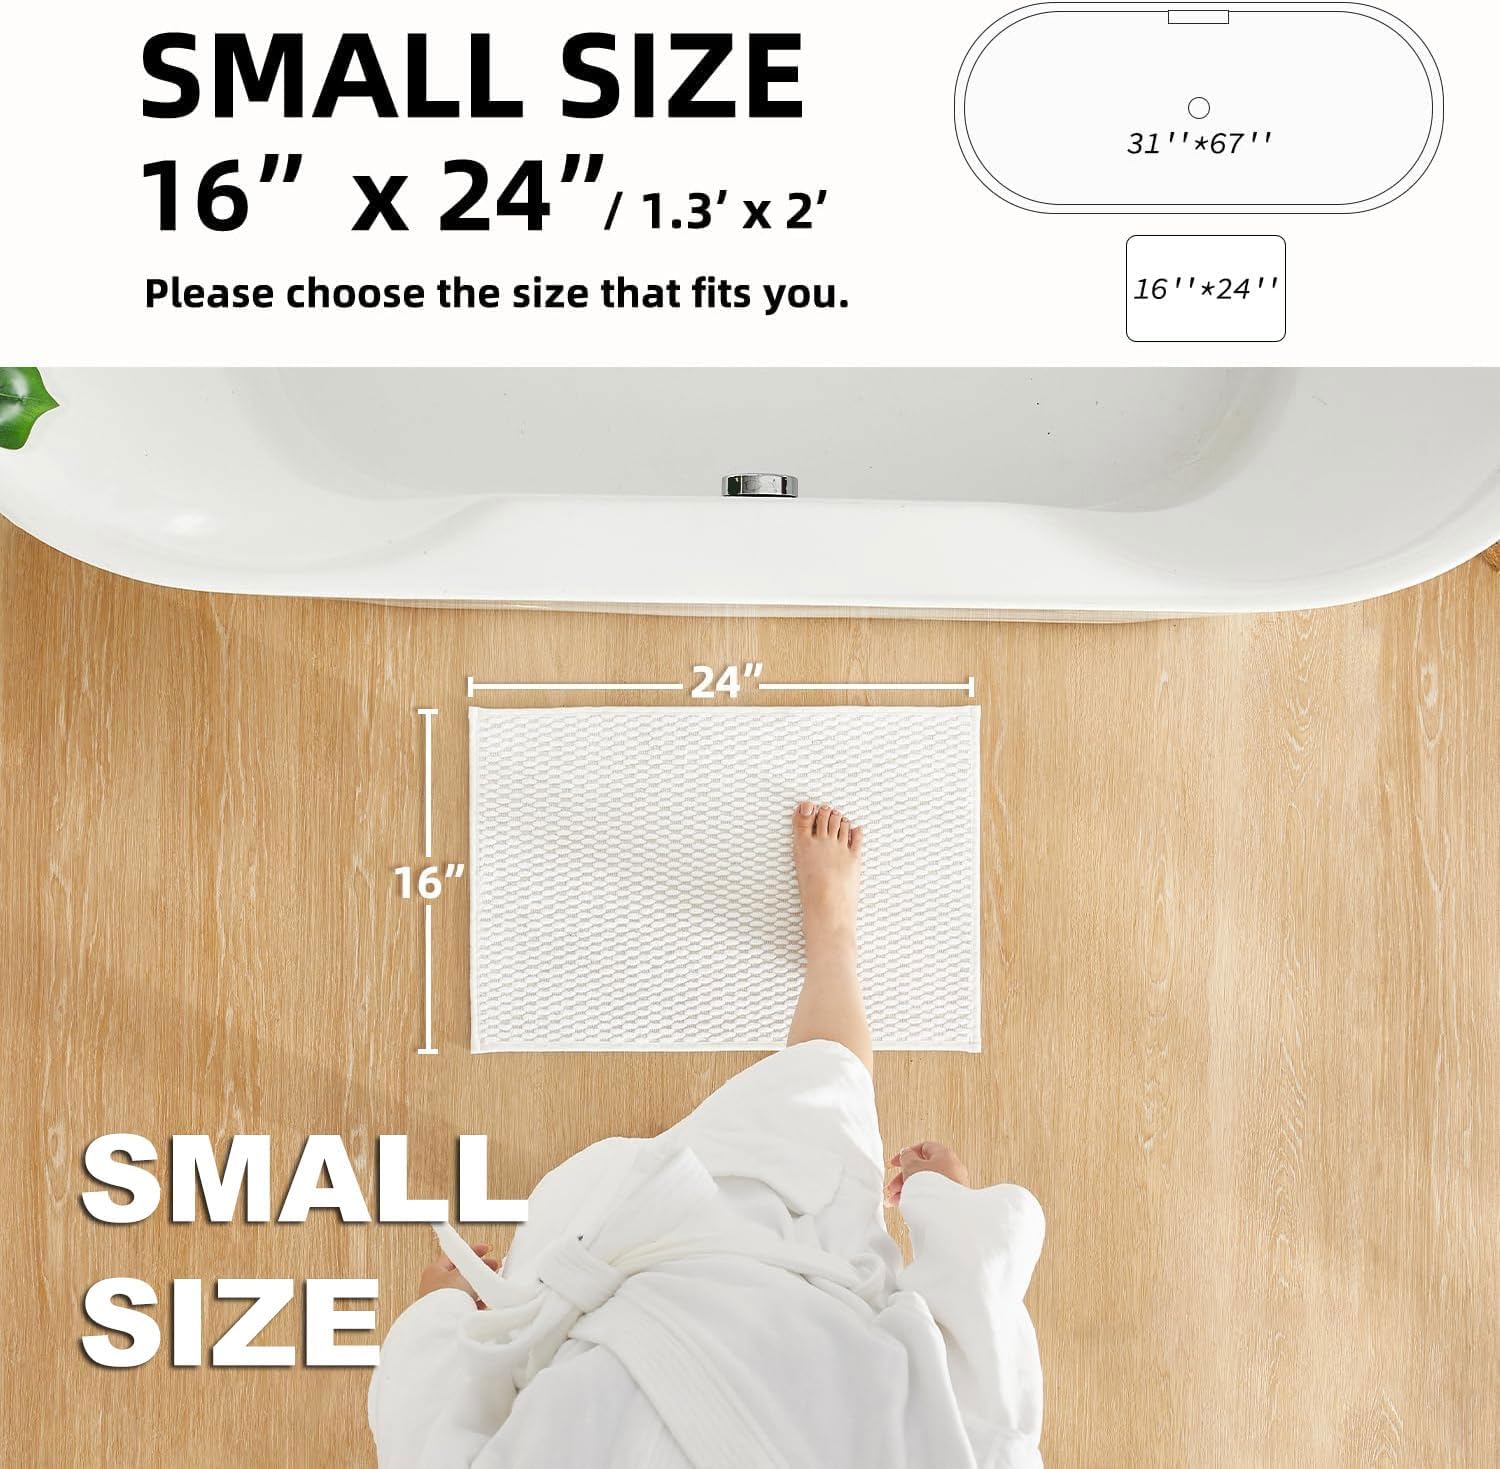 SMALL SIZE
16” x 24”/ 1.3’ x 2’
Please choose the size that fits you.
31''*67''
16''*24''
24”
16”
SMALL
SIZE